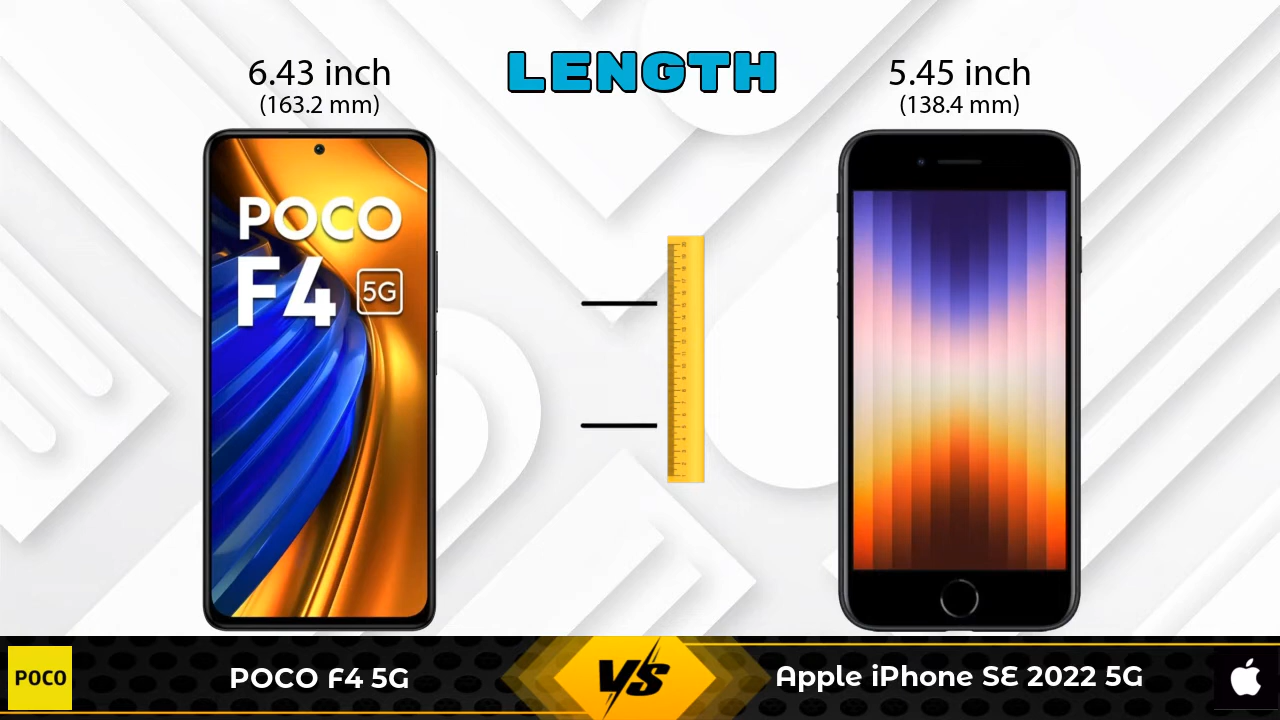 LENGTH
6.43 inch
(163.2 mm)
5.45 inch
(138.4 mm)
POCO
F4 5G
POCO
POCO F4 5G
VS
Apple iPhone SE 2022 5G